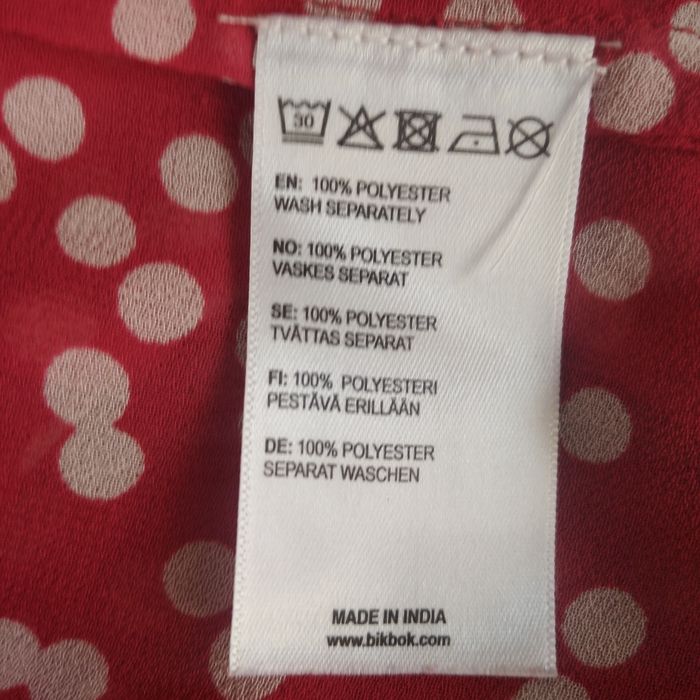 30
EN: 100% POLYESTER
WASH SEPARATELY
NO: 100% POLYESTER
VASKES SEPARAT
SE: 100% POLYESTER
TVÄTTAS SEPARAT
FI: 100% POLYESTERI
PESTÄVÄ ERILLÄÄN
DE: 100% POLYESTER
SEPARAT WASCHEN
MADE IN INDIA
www.bikbok.com